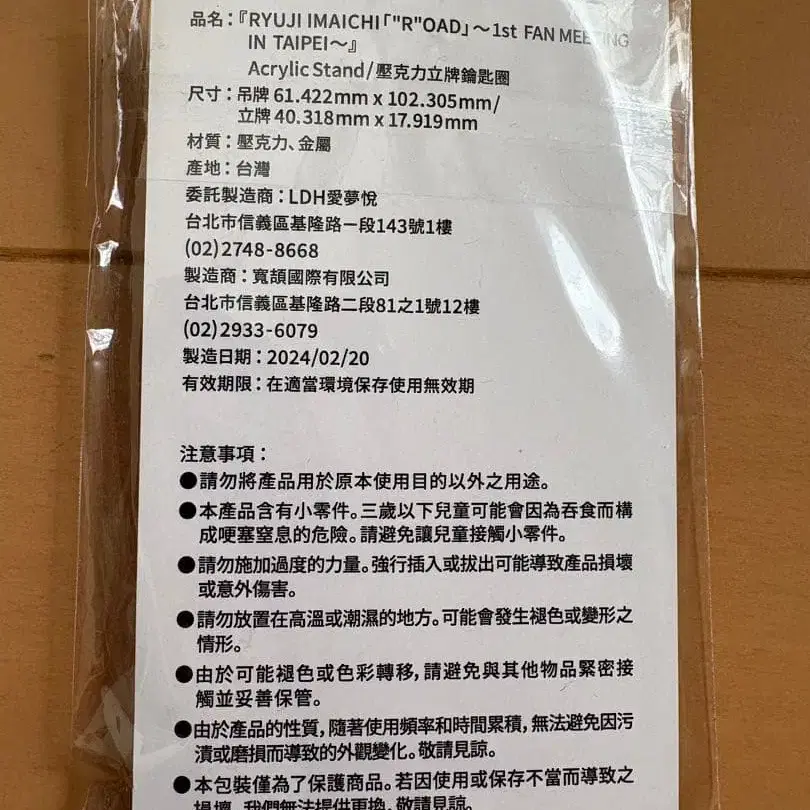 品名：『RYUJI IMAICHI「"R"OAD」～1st FAN MEETING
IN TAIPEI～』
Acrylic Stand/壓克力立牌鑰匙圈
尺寸：吊牌 61.422mm x 102.305mm/
立牌 40.318mm x 17.919mm
材質：壓克力、金屬
產地：台灣
委託製造商：LDH愛夢悅
台北市信義區基隆路一段143號1樓
(02)2748-8668
製造商：寬頡國際有限公司
台北市信義區基隆路二段81之1號12樓
(02)2933-6079
製造日期：2024/02/20
有效期限：在適當環境保存使用無效期
注意事項：
●請勿將產品用於原本使用目的以外之用途。
●本產品含有小零件。三歲以下兒童可能會因為吞食而構
成哽塞窒息的危險。請避免讓兒童接觸小零件。
●請勿施加過度的力量。強行插入或拔出可能導致產品損壞
或意外傷害。
●請勿放置在高溫或潮濕的地方。可能會發生褪色或變形之
情形。
●由於可能褪色或色彩轉移，請避免與其他物品緊密接
觸並妥善保管。
●由於產品的性質，隨著使用頻率和時間累積，無法避免因污
漬或磨損而導致的外觀變化。敬請見諒。
●本包裝僅為了保護商品。若因使用或保存不當而導致之
損壞，我們無法提供更換，敬請見諒。